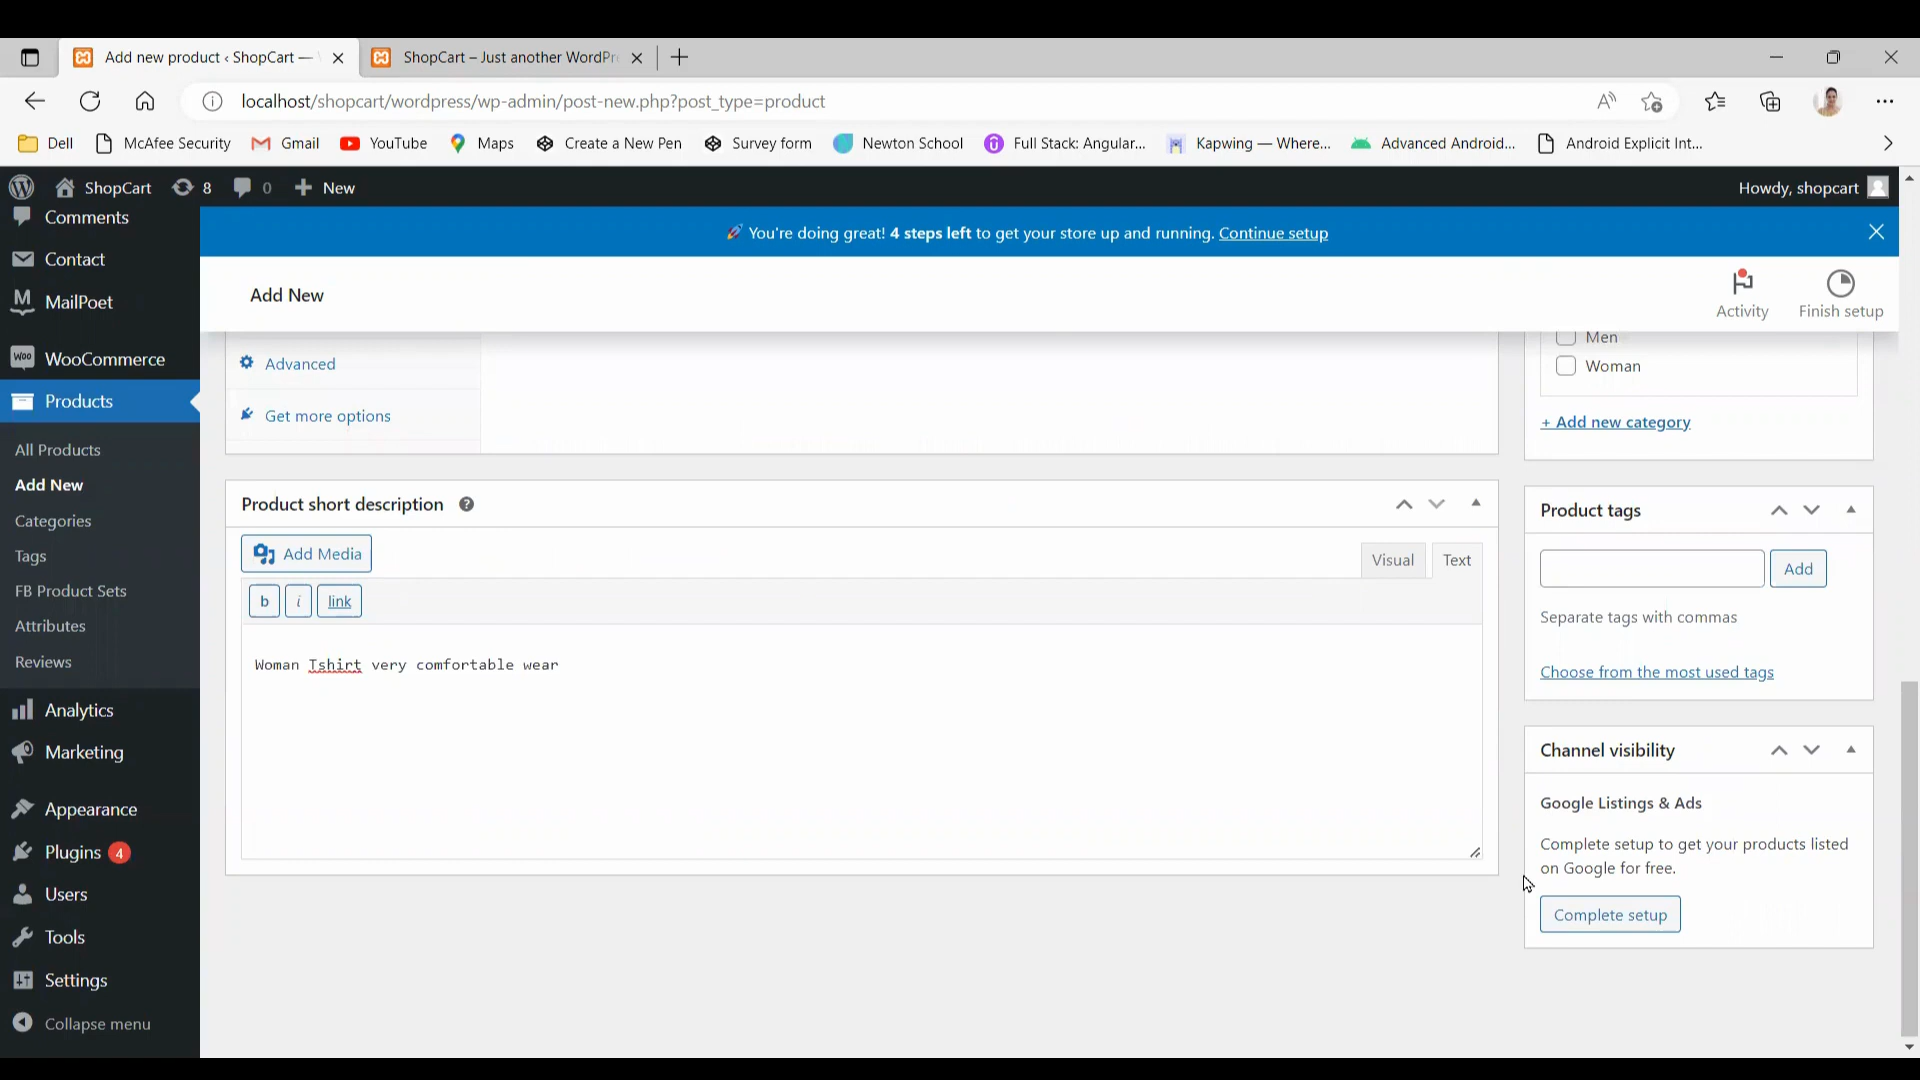 Add new product ‹ ShopCart —
ShopCart – Just another WordPr
localhost/shopcart/wordpress/wp-admin/post-new.php?post_type=product
Dell
McAfee Security
Gmail
YouTube
Maps
Create a New Pen
Survey form
Newton School
Full Stack: Angular...
Kapwing — Where...
Advanced Android...
Android Explicit Int...
ShopCart
8
0
New
Howdy, shopcart
Comments
Contact
MailPoet
WooCommerce
Products
All Products
Add New
Categories
Tags
FB Product Sets
Attributes
Reviews
Analytics
Marketing
Appearance
Plugins 4
Users
Tools
Settings
Collapse menu
You're doing great! 4 steps left to get your store up and running. Continue setup
Add New
Activity
Finish setup
Advanced
Get more options
Product short description
Add Media
Visual
Text
b
i
link
Woman Tshirt very comfortable wear
Men
Woman
+ Add new category
Product tags
Add
Separate tags with commas
Choose from the most used tags
Channel visibility
Google Listings & Ads
Complete setup to get your products listed
on Google for free.
Complete setup